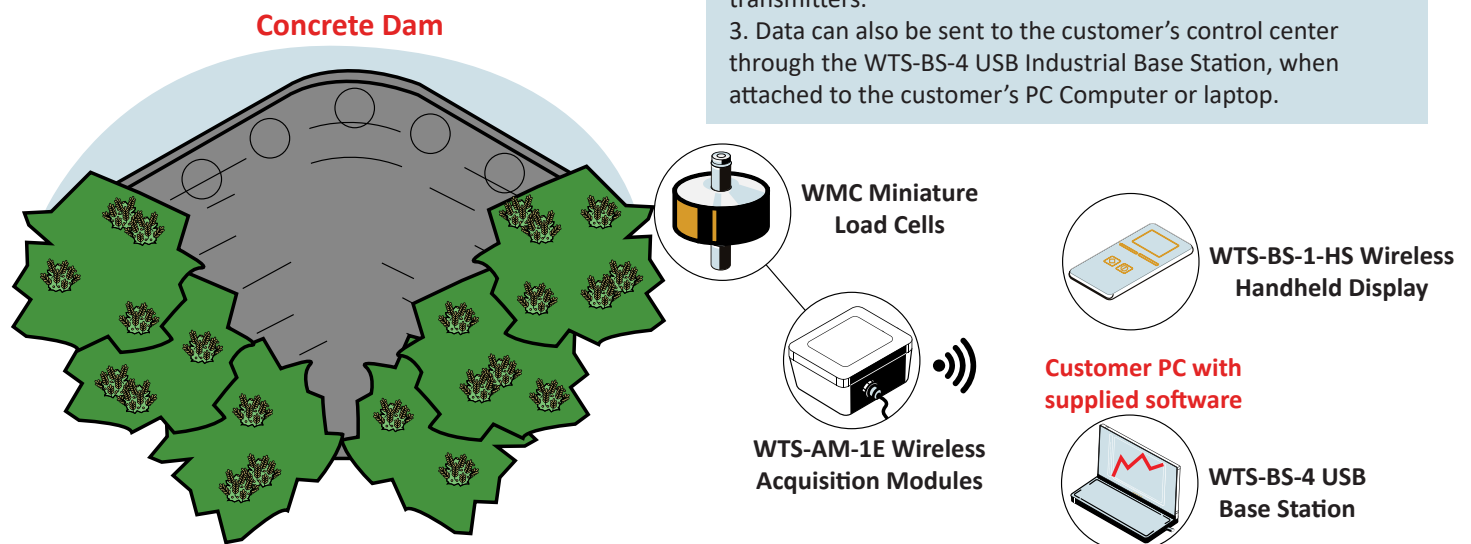 Concrete Dam
transmitters.
3. Data can also be sent to the customer’s control center
through the WTS-BS-4 USB Industrial Base Station, when
attached to the customer’s PC Computer or laptop.
WMC Miniature
Load Cells
WTS-BS-1-HS Wireless
Handheld Display
WTS-AM-1E Wireless
Acquisition Modules
Customer PC with
supplied software
WTS-BS-4 USB
Base Station